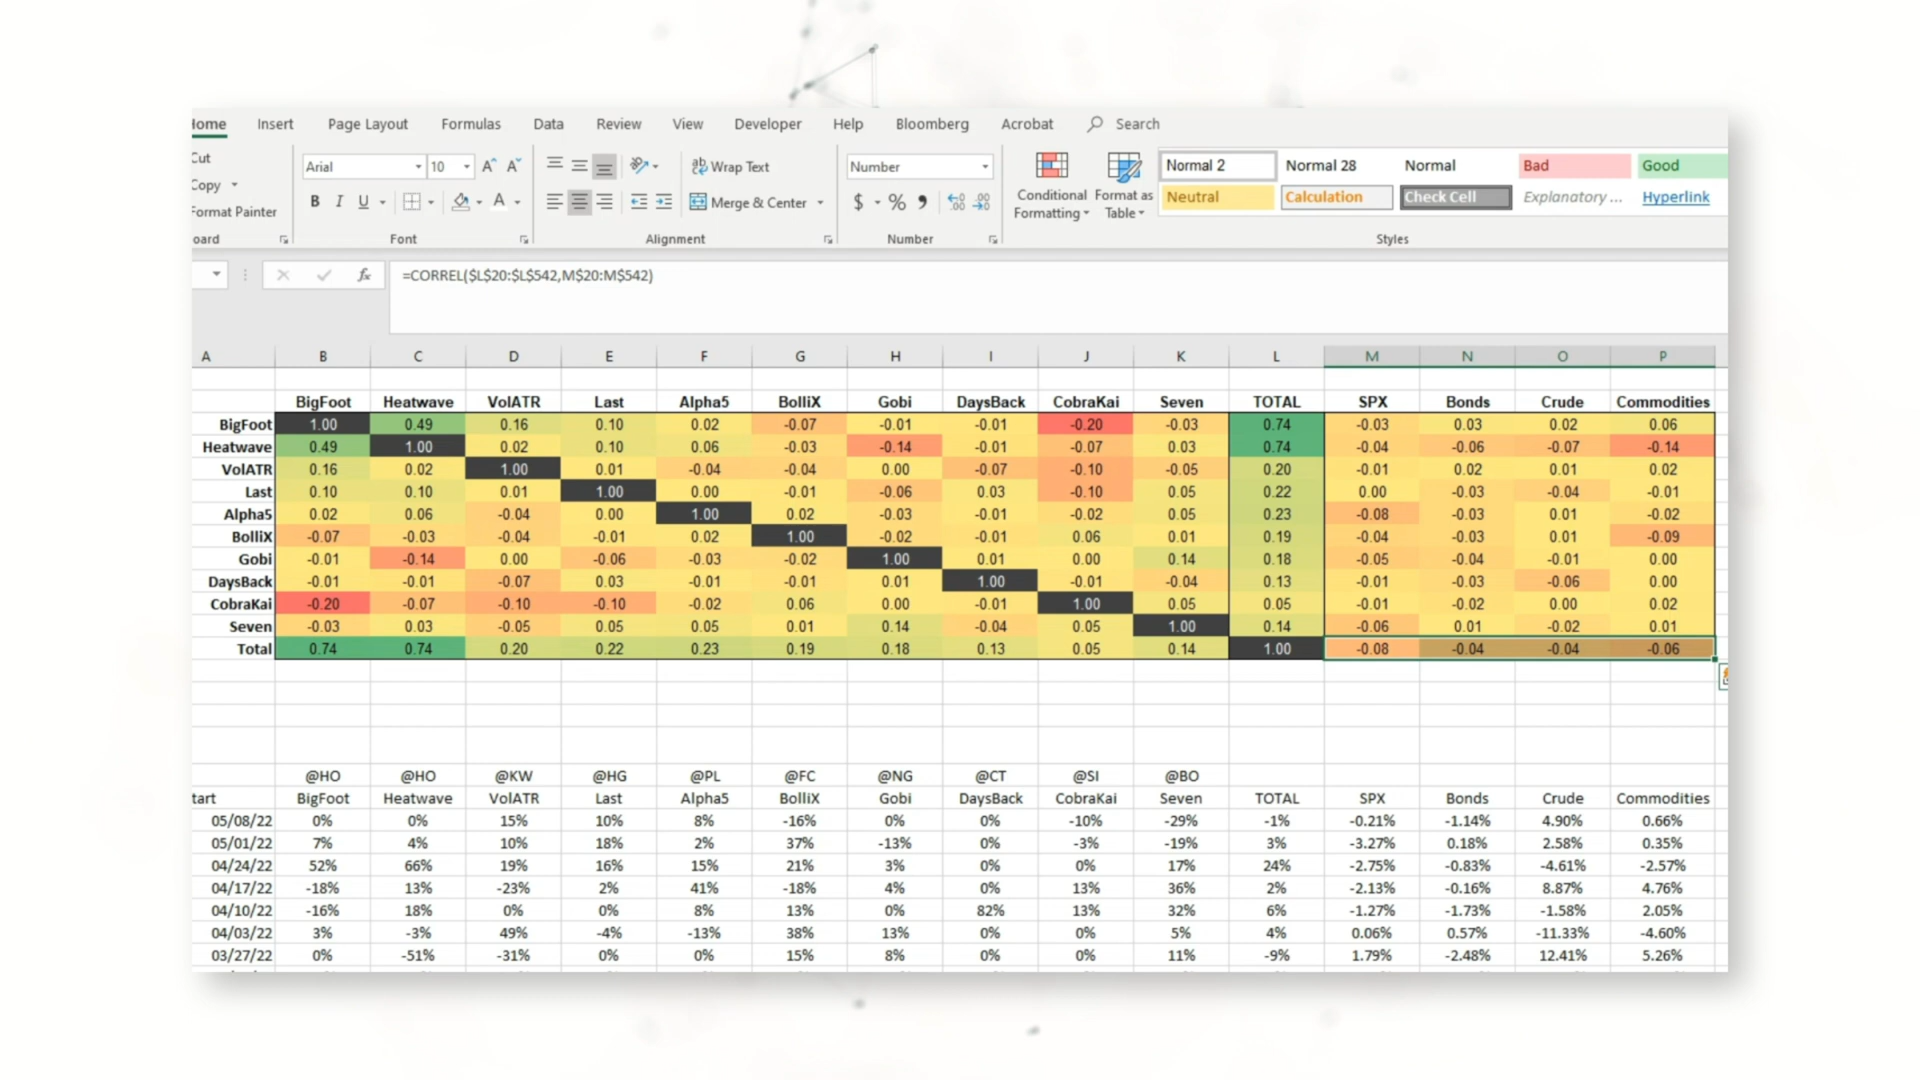 Home Insert Page Layout Formulas Data Review View Developer Help Bloomberg Acrobat Search
Cut
Copy
Format Painter
Arial 10
B I U
Wrap Text
Merge & Center
Number
$ % 9
Conditional Formatting
Format as Table
Normal 2 Normal 28 Normal Bad Good
Neutral Calculation Check Cell Explanatory ... Hyperlink
oard Font Alignment Number Styles
fx =CORREL($L$20:$L$542,M$20:M$542)
A B C D E F G H I J K L M N O P
BigFoot Heatwave VolATR Last Alpha5 BolliX Gobi DaysBack CobraKai Seven TOTAL SPX Bonds Crude Commodities
BigFoot 1.00 0.49 0.16 0.10 0.02 -0.07 -0.01 -0.01 -0.20 -0.03 0.74 -0.03 0.03 0.02 0.06
Heatwave 0.49 1.00 0.02 0.10 0.06 -0.03 -0.14 -0.01 -0.07 0.03 0.74 -0.04 -0.06 -0.07 -0.14
VolATR 0.16 0.02 1.00 0.01 -0.04 -0.04 0.00 -0.07 -0.10 -0.05 0.20 -0.01 0.02 0.01 0.02
Last 0.10 0.10 0.01 1.00 0.00 -0.01 -0.06 0.03 -0.10 0.05 0.22 0.00 -0.03 -0.04 -0.01
Alpha5 0.02 0.06 -0.04 0.00 1.00 0.02 -0.03 -0.01 -0.02 0.05 0.23 -0.08 -0.03 0.01 -0.02
BolliX -0.07 -0.03 -0.04 -0.01 0.02 1.00 -0.02 -0.01 0.06 0.01 0.19 -0.04 -0.04 0.01 -0.09
Gobi -0.01 -0.14 0.00 -0.06 -0.03 -0.02 1.00 0.01 0.00 0.14 0.18 -0.05 -0.04 -0.01 0.00
DaysBack -0.01 -0.01 -0.07 0.03 -0.01 -0.01 0.01 1.00 -0.01 -0.04 0.13 -0.01 -0.03 -0.06 0.00
CobraKai -0.20 -0.07 -0.10 -0.10 -0.02 0.06 0.00 -0.01 1.00 0.05 0.05 -0.01 -0.02 0.00 0.02
Seven -0.03 0.03 -0.05 0.05 0.05 0.01 0.14 -0.04 0.05 1.00 0.14 -0.06 0.01 -0.02 0.01
Total 0.74 0.74 0.20 0.22 0.23 0.19 0.18 0.13 0.05 0.14 1.00 -0.08 -0.04 -0.04 -0.06
@HO @HO @KW @HG @PL @FC @NG @CT @SI @BO
tart BigFoot Heatwave VolATR Last Alpha5 BolliX Gobi DaysBack CobraKai Seven TOTAL SPX Bonds Crude Commodities
05/08/22 0% 0% 15% 10% 8% -16% 0% 0% -10% -29% -1% -0.21% -1.14% 4.90% 0.66%
05/01/22 7% 4% 10% 18% 2% 37% -13% 0% -3% -19% 3% -3.27% 0.18% 2.58% 0.35%
04/24/22 52% 66% 19% 16% 15% 21% 3% 0% 0% 17% 24% -2.75% -0.83% -4.61% -2.57%
04/17/22 -18% 13% -23% 2% 41% -18% 4% 0% 13% 36% 2% -2.13% -0.16% 8.87% 4.76%
04/10/22 -16% 18% 0% 0% 8% 13% 0% 82% 13% 32% 6% -1.27% -1.73% -1.58% 2.05%
04/03/22 3% -3% 49% -4% -13% 38% 13% 0% 0% 5% 4% 0.06% 0.57% -11.33% -4.60%
03/27/22 0% -51% -31% 0% 0% 15% 8% 0% 0% 11% -9% 1.79% -2.48% 12.41% 5.26%